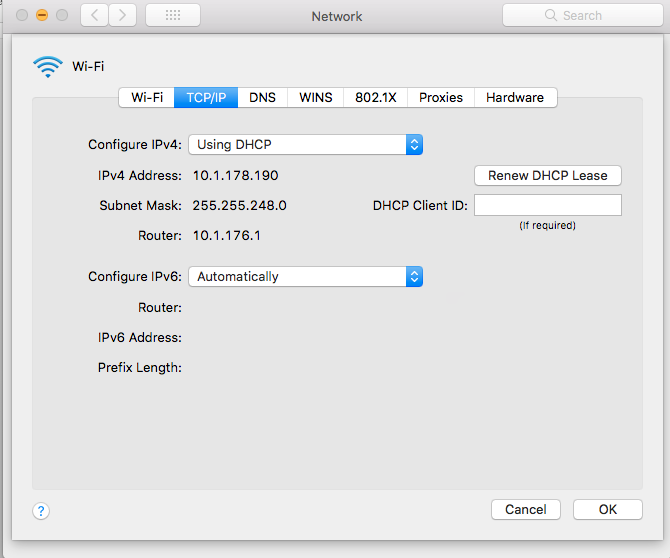 Network
Search
Wi-Fi
Wi-Fi TCP/IP DNS WINS 802.1X Proxies Hardware
Configure IPv4: Using DHCP
IPv4 Address: 10.1.178.190 Renew DHCP Lease
Subnet Mask: 255.255.248.0 DHCP Client ID:
(If required)
Router: 10.1.176.1
Configure IPv6: Automatically
Router:
IPv6 Address:
Prefix Length:
? Cancel OK